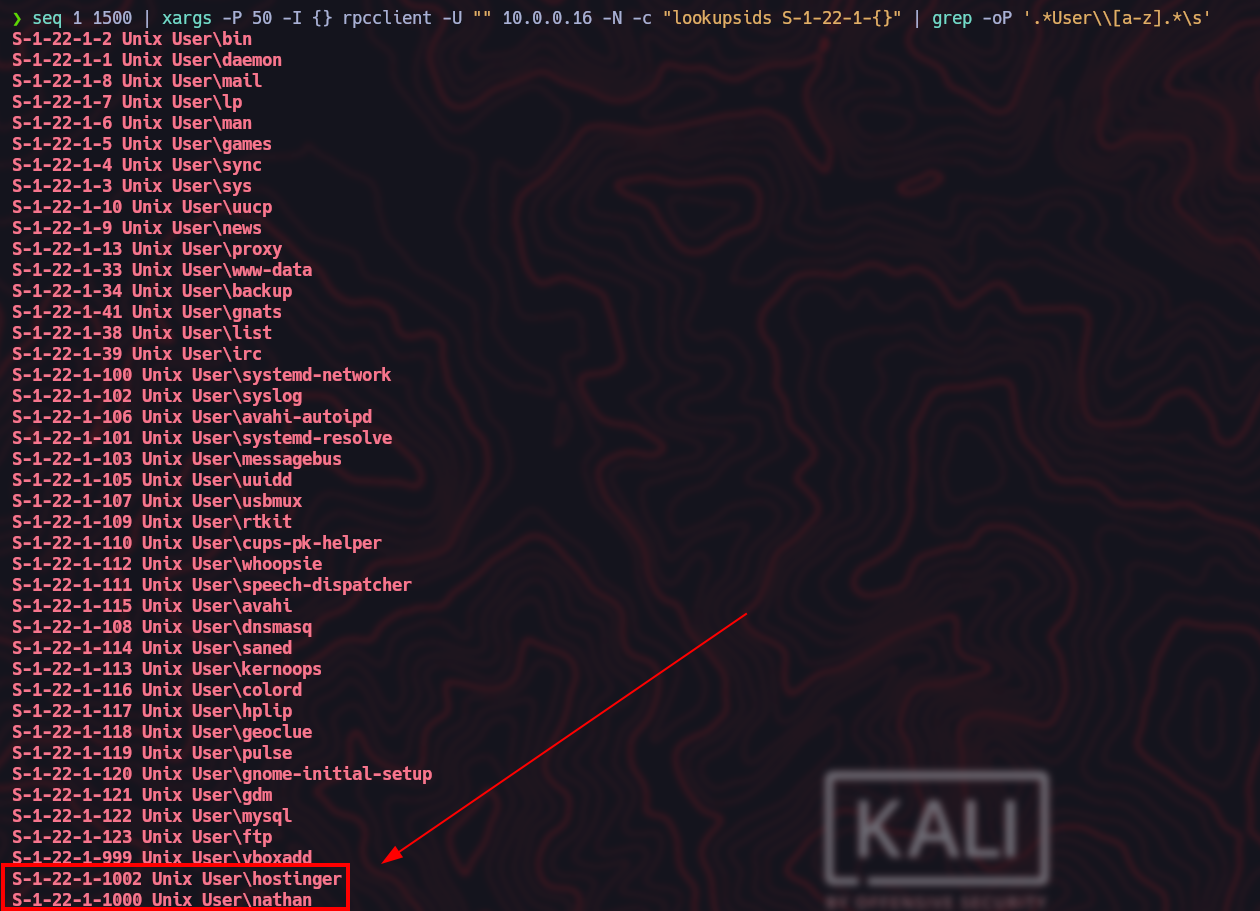 ❯ seq 1 1500 | xargs -P 50 -I {} rpcclient -U "" 10.0.0.16 -N -c "lookupsids S-1-22-1-{}" | grep -oP '.*User\\[a-z].*\s'
S-1-22-1-2 Unix User\bin
S-1-22-1-1 Unix User\daemon
S-1-22-1-8 Unix User\mail
S-1-22-1-7 Unix User\lp
S-1-22-1-6 Unix User\man
S-1-22-1-5 Unix User\games
S-1-22-1-4 Unix User\sync
S-1-22-1-3 Unix User\sys
S-1-22-1-10 Unix User\uucp
S-1-22-1-9 Unix User\news
S-1-22-1-13 Unix User\proxy
S-1-22-1-33 Unix User\www-data
S-1-22-1-34 Unix User\backup
S-1-22-1-41 Unix User\gnats
S-1-22-1-38 Unix User\list
S-1-22-1-39 Unix User\irc
S-1-22-1-100 Unix User\systemd-network
S-1-22-1-102 Unix User\syslog
S-1-22-1-106 Unix User\avahi-autoipd
S-1-22-1-101 Unix User\systemd-resolve
S-1-22-1-103 Unix User\messagebus
S-1-22-1-105 Unix User\uuidd
S-1-22-1-107 Unix User\usbmux
S-1-22-1-109 Unix User\rtkit
S-1-22-1-110 Unix User\cups-pk-helper
S-1-22-1-112 Unix User\whoopsie
S-1-22-1-111 Unix User\speech-dispatcher
S-1-22-1-115 Unix User\avahi
S-1-22-1-108 Unix User\dnsmasq
S-1-22-1-114 Unix User\saned
S-1-22-1-113 Unix User\kernoops
S-1-22-1-116 Unix User\colord
S-1-22-1-117 Unix User\hplip
S-1-22-1-118 Unix User\geoclue
S-1-22-1-119 Unix User\pulse
S-1-22-1-120 Unix User\gnome-initial-setup
S-1-22-1-121 Unix User\gdm
S-1-22-1-122 Unix User\mysql
S-1-22-1-123 Unix User\ftp
S-1-22-1-999 Unix User\vboxadd
S-1-22-1-1002 Unix User\hostinger
S-1-22-1-1000 Unix User\nathan
KALI
BY OFFENSIVE SECURITY